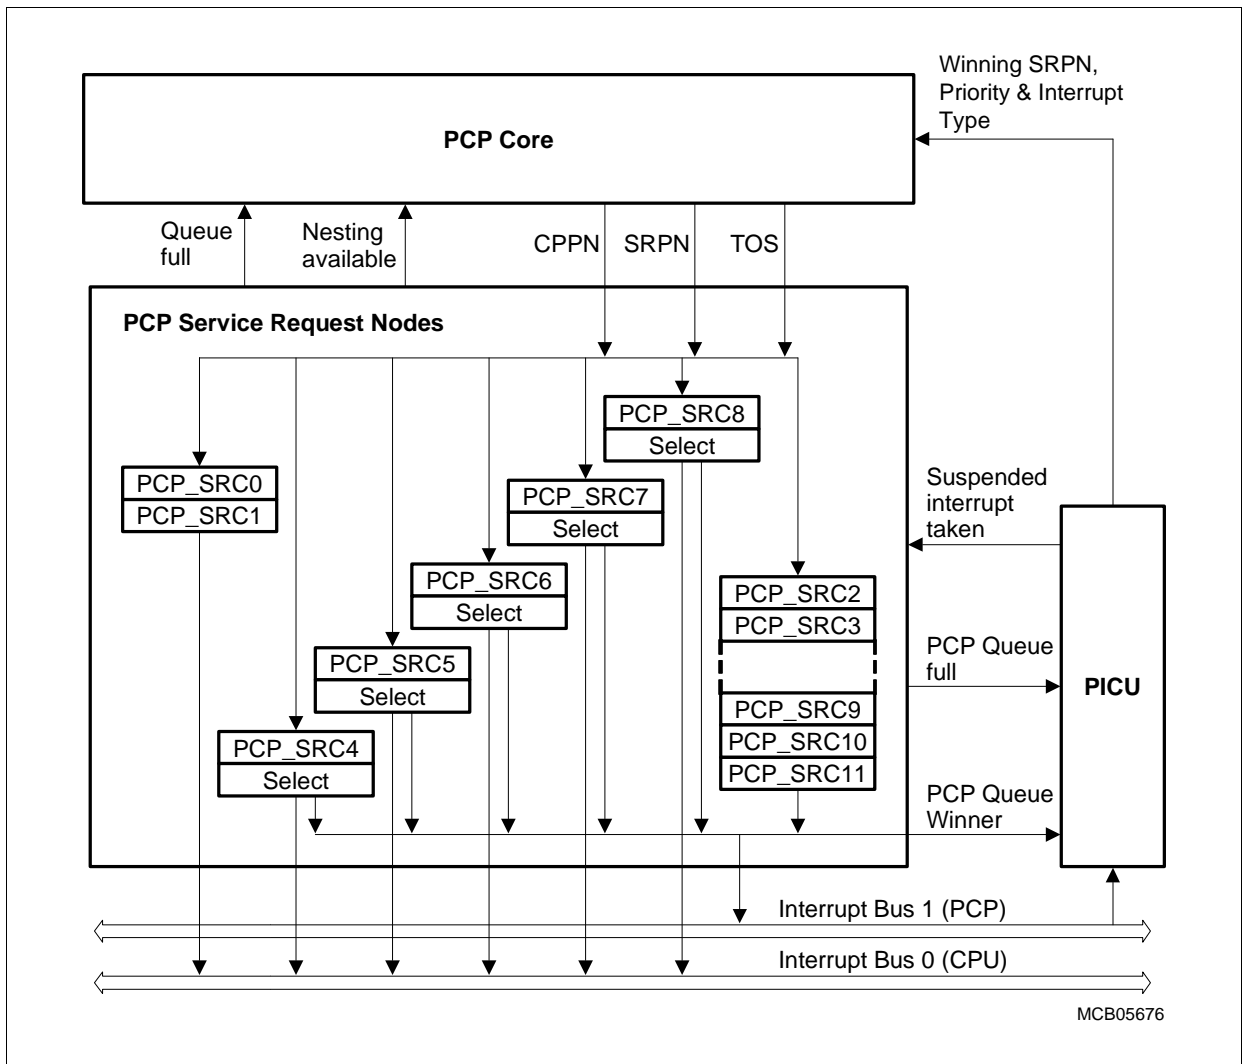 Winning SRPN,
Priority & Interrupt
Type
PCP Core
Queue
full
Nesting
available
CPPN
SRPN
TOS
PCP Service Request Nodes
PCP_SRC8
Select
PCP_SRC0
PCP_SRC1
PCP_SRC7
Select
Suspended
interrupt
taken
PCP_SRC6
Select
PCP_SRC2
PCP_SRC3
PCP_SRC5
Select
PCP Queue
full
PICU
PCP_SRC9
PCP_SRC10
PCP_SRC11
PCP_SRC4
Select
PCP Queue
Winner
Interrupt Bus 1 (PCP)
Interrupt Bus 0 (CPU)
MCB05676